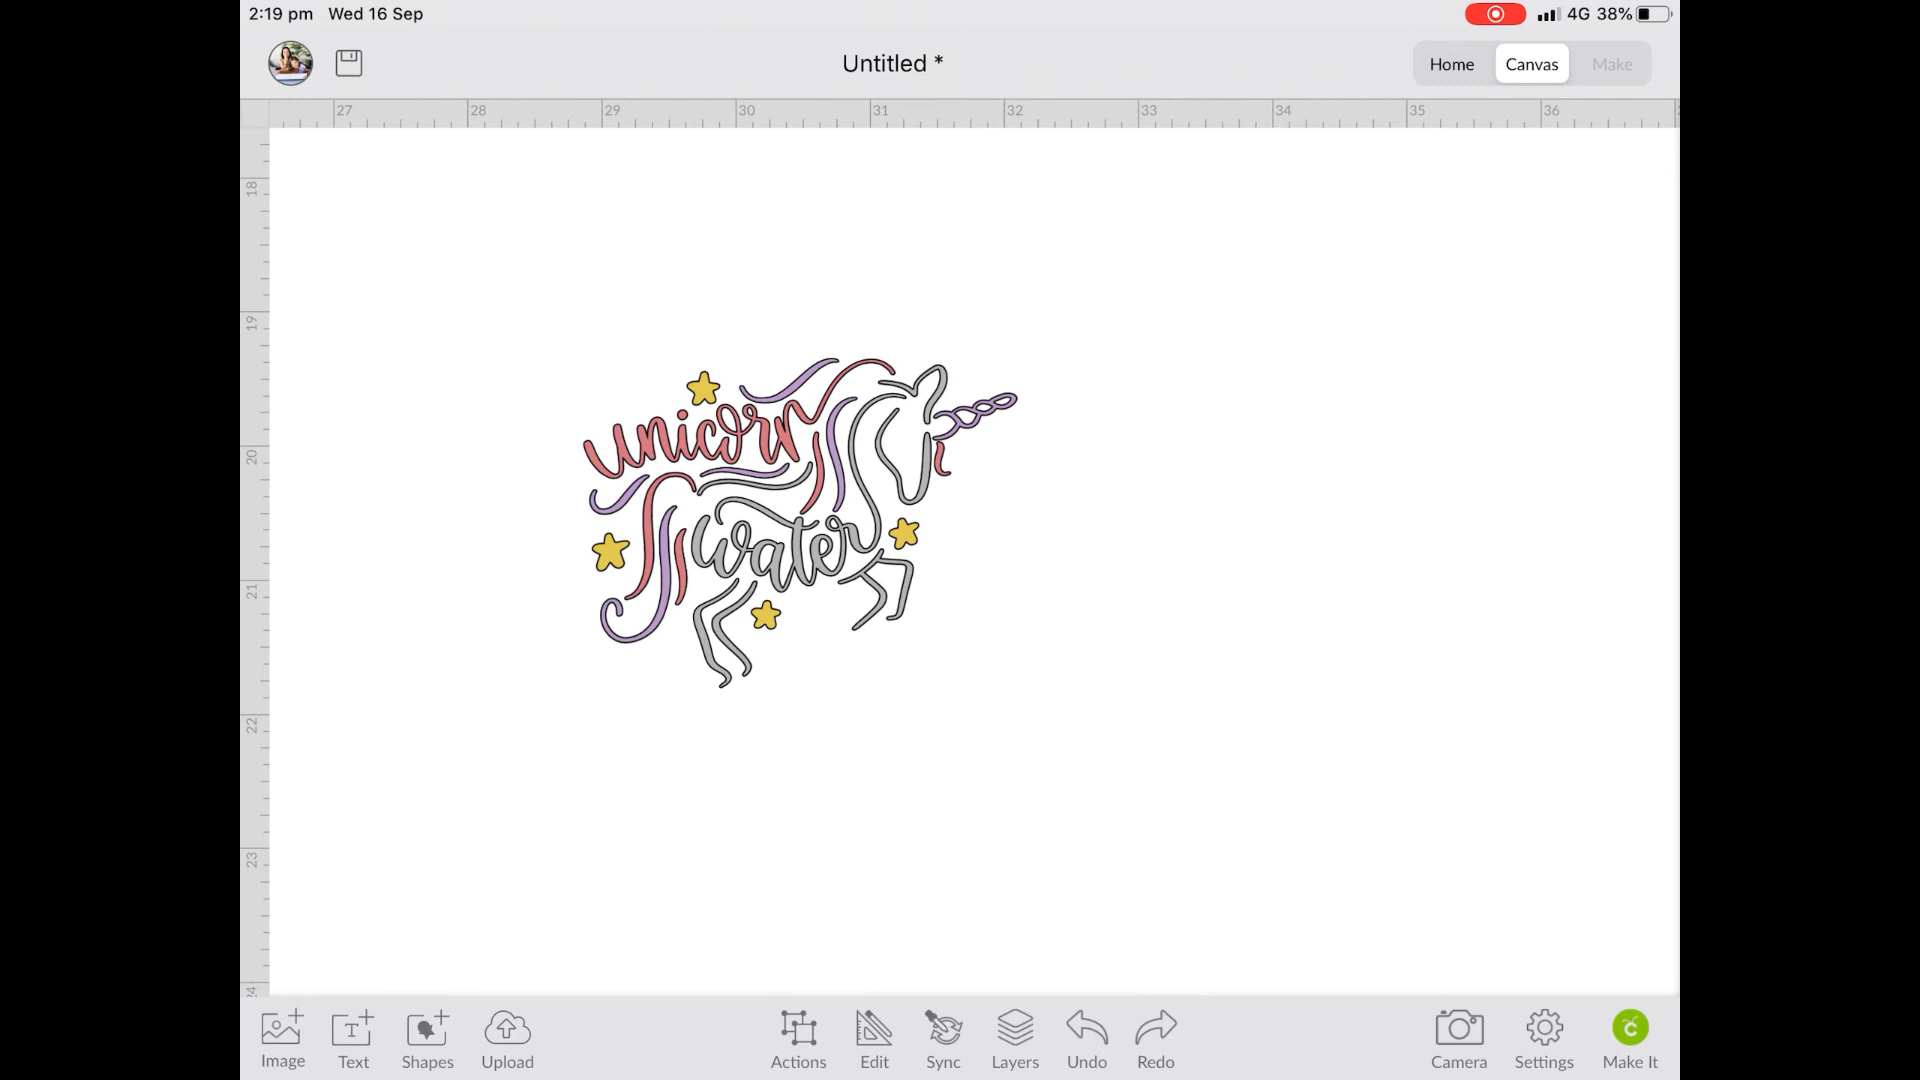 2:19 pm Wed 16 Sep
4G 38%
Untitled *
Home Canvas Make
27 28 29 30 31 32 33 34 35 36
18
19
20
21
22
23
24
unicorn
water
Image Text Shapes Upload Actions Edit Sync Layers Undo Redo Camera Settings Make It